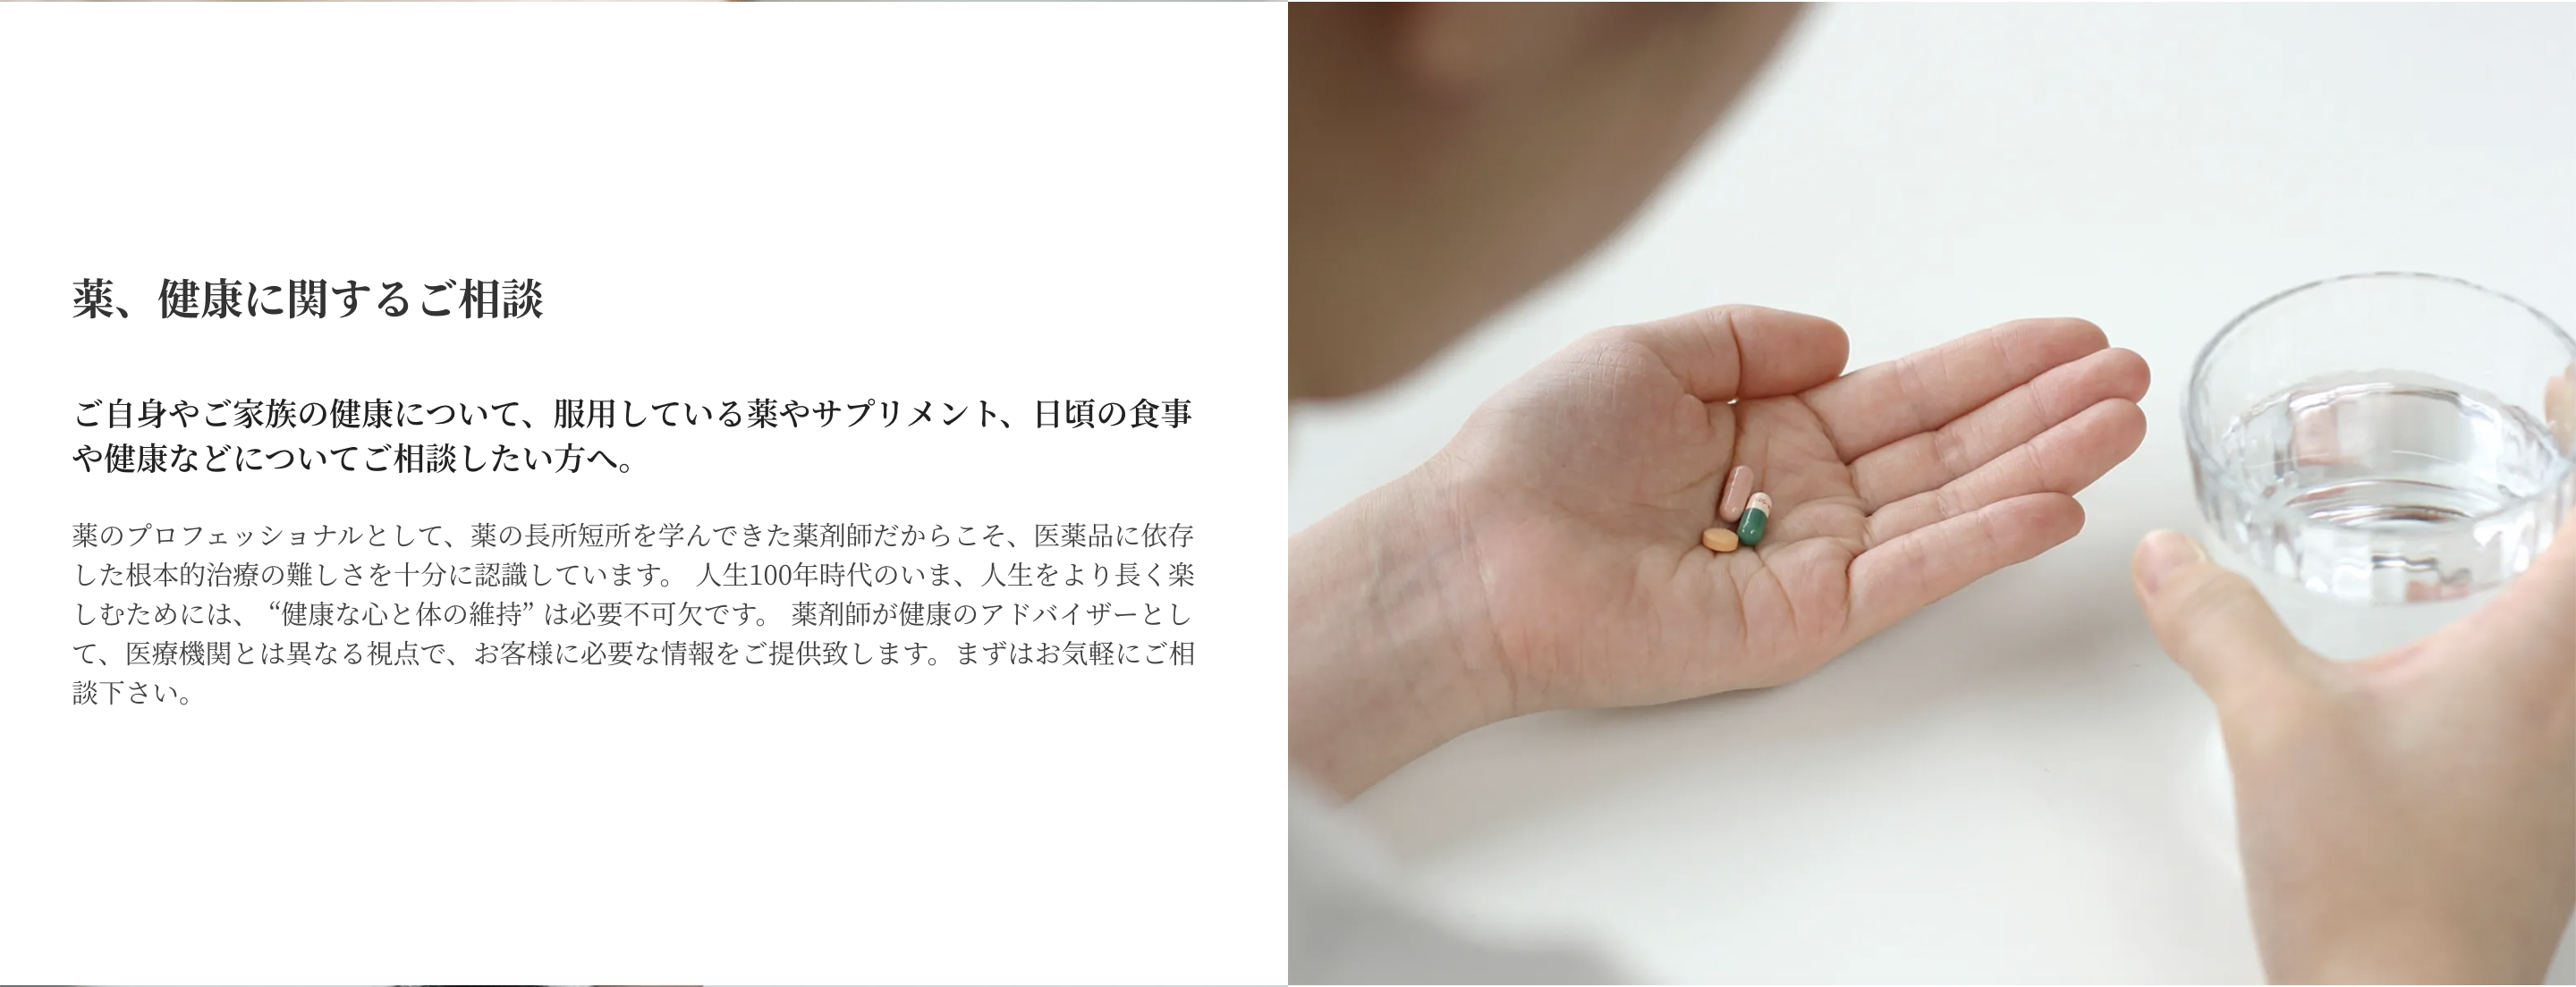 薬、健康に関するご相談
ご自身やご家族の健康について、服用している薬やサプリメント、日頃の食事
や健康などについてご相談したい方へ。
薬のプロフェッショナルとして、薬の長所短所を学んできた薬剤師だからこそ、医薬品に依存
した根本的治療の難しさを十分に認識しています。 人生100年時代のいま、人生をより長く楽
しむためには、 “健康な心と体の維持” は必要不可欠です。 薬剤師が健康のアドバイザーとし
て、医療機関とは異なる視点で、お客様に必要な情報をご提供致します。まずはお気軽にご相
談下さい。